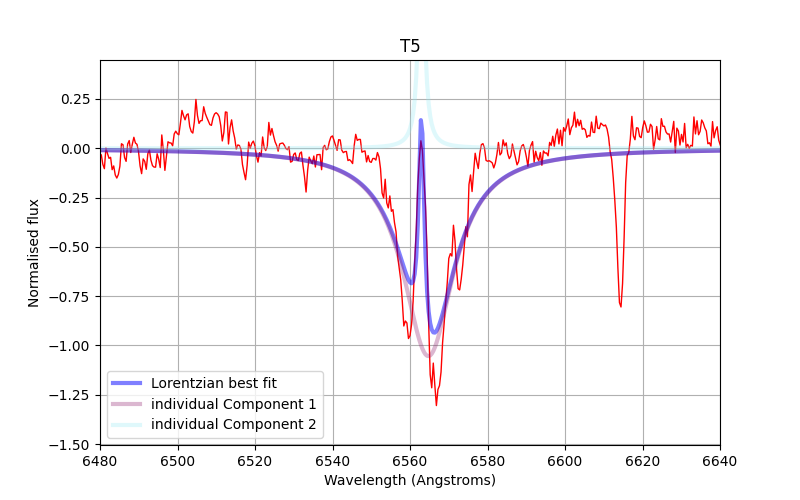 T5
Normalised flux
0.25
0.00
−0.25
−0.50
−0.75
−1.00
−1.25
−1.50
Lorentzian best fit
individual Component 1
individual Component 2
6480 6500 6520 6540 6560 6580 6600 6620 6640
Wavelength (Angstroms)